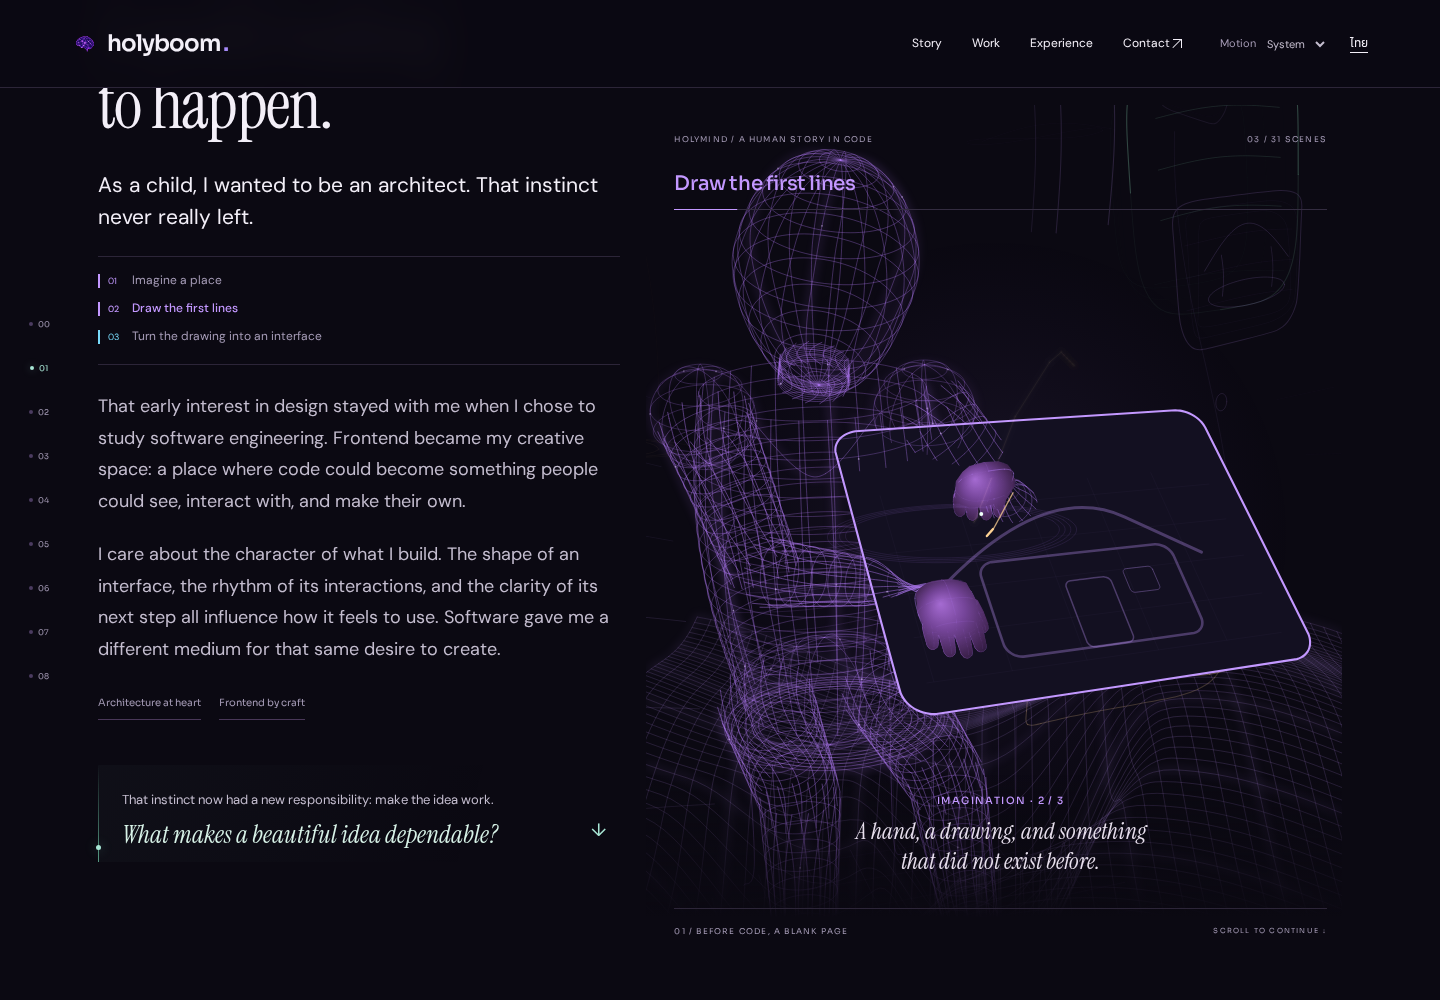 holyboom.
Story
Work
Experience
Contact
Motion
System
ไทย
to happen.
As a child, I wanted to be an architect. That instinct
never really left.
01 Imagine a place
02 Draw the first lines
03 Turn the drawing into an interface
00
01
02
03
04
05
06
07
08
That early interest in design stayed with me when I chose to
study software engineering. Frontend became my creative
space: a place where code could become something people
could see, interact with, and make their own.
I care about the character of what I build. The shape of an
interface, the rhythm of its interactions, and the clarity of its
next step all influence how it feels to use. Software gave me a
different medium for that same desire to create.
Architecture at heart
Frontend by craft
That instinct now had a new responsibility: make the idea work.
What makes a beautiful idea dependable?
HOLYMIND / A HUMAN STORY IN CODE
03 / 31 SCENES
Draw the first lines
IMAGINATION · 2 / 3
A hand, a drawing, and something
that did not exist before.
01 / BEFORE CODE, A BLANK PAGE
SCROLL TO CONTINUE ↓